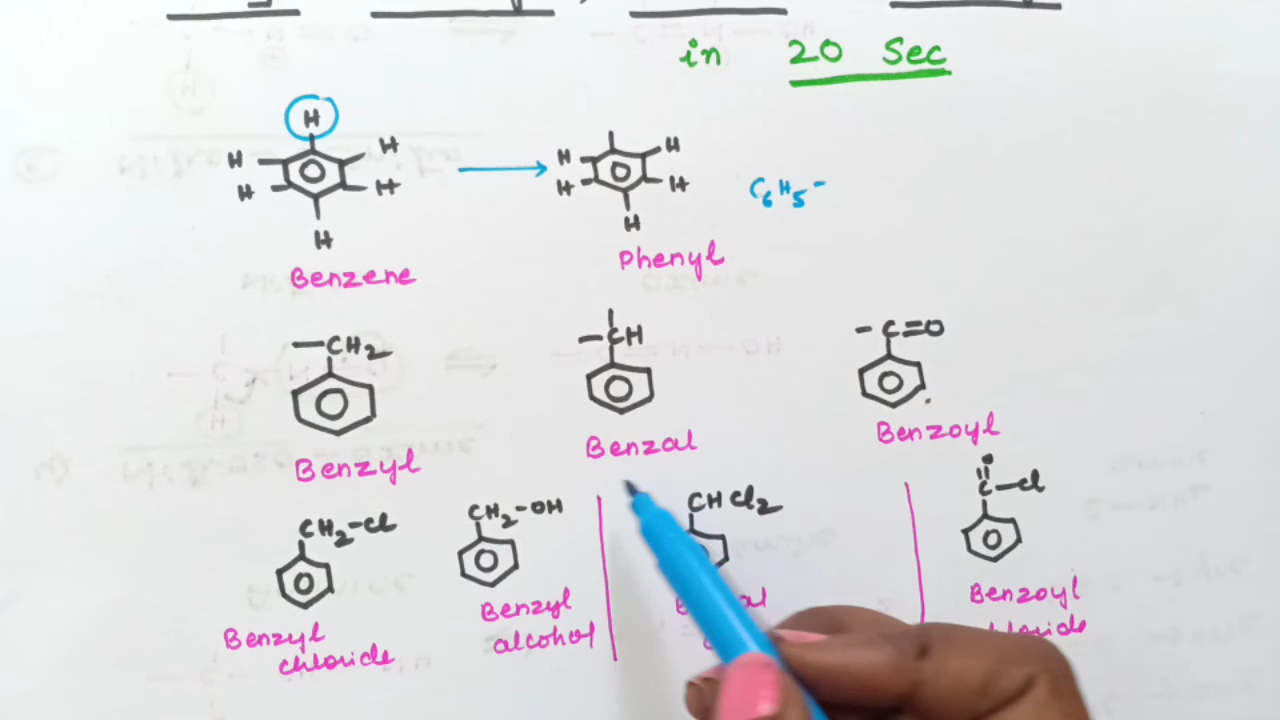 in 20 Sec
H
H H
H H
H
Benzene
H H
H H
H
Phenyl
C6H5-
-CH2
Benzyl
-CH
Benzal
-C=O
Benzoyl
CH2-Cl
Benzyl
chloride
CH2-OH
Benzyl
alcohol
CHCl2
C-Cl
Benzoyl